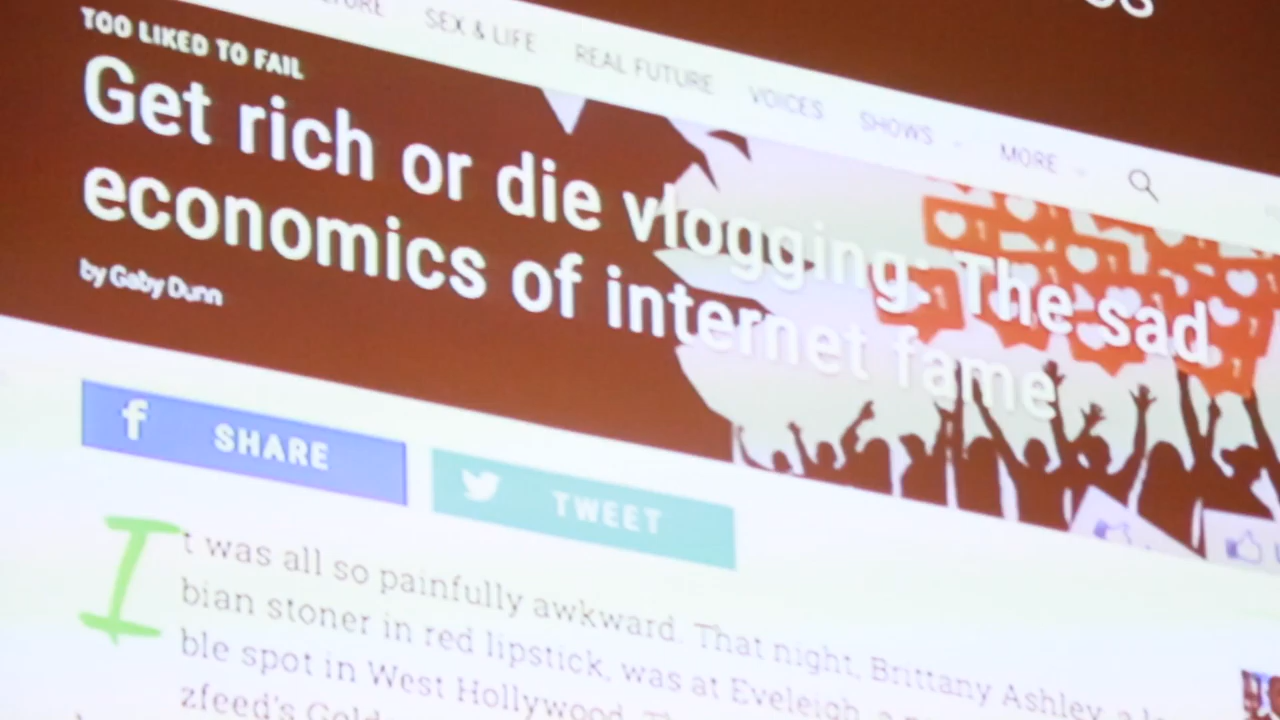 SEX & LIFE REAL FUTURE VOICES SHOWS MORE
TOO LIKED TO FAIL
Get rich or die vlogging: The sad
economics of internet fame
by Gaby Dunn
f SHARE
TWEET
It was all so painfully awkward. That night, Brittany Ashley, a
bian stoner in red lipstick, was at Eveleigh, a
ble spot in West Hollywood.
zfeed's